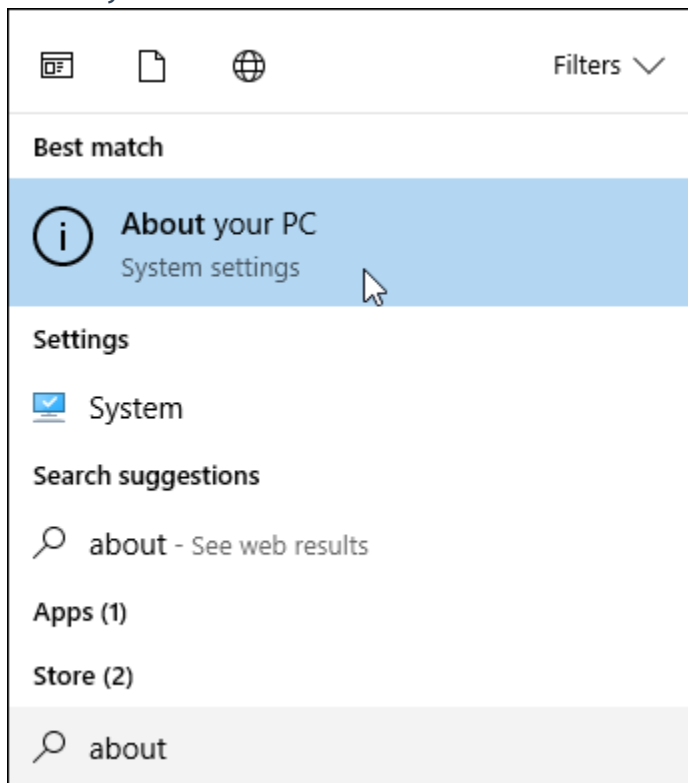 Filters
Best match
About your PC
System settings
Settings
System
Search suggestions
about - See web results
Apps (1)
Store (2)
about